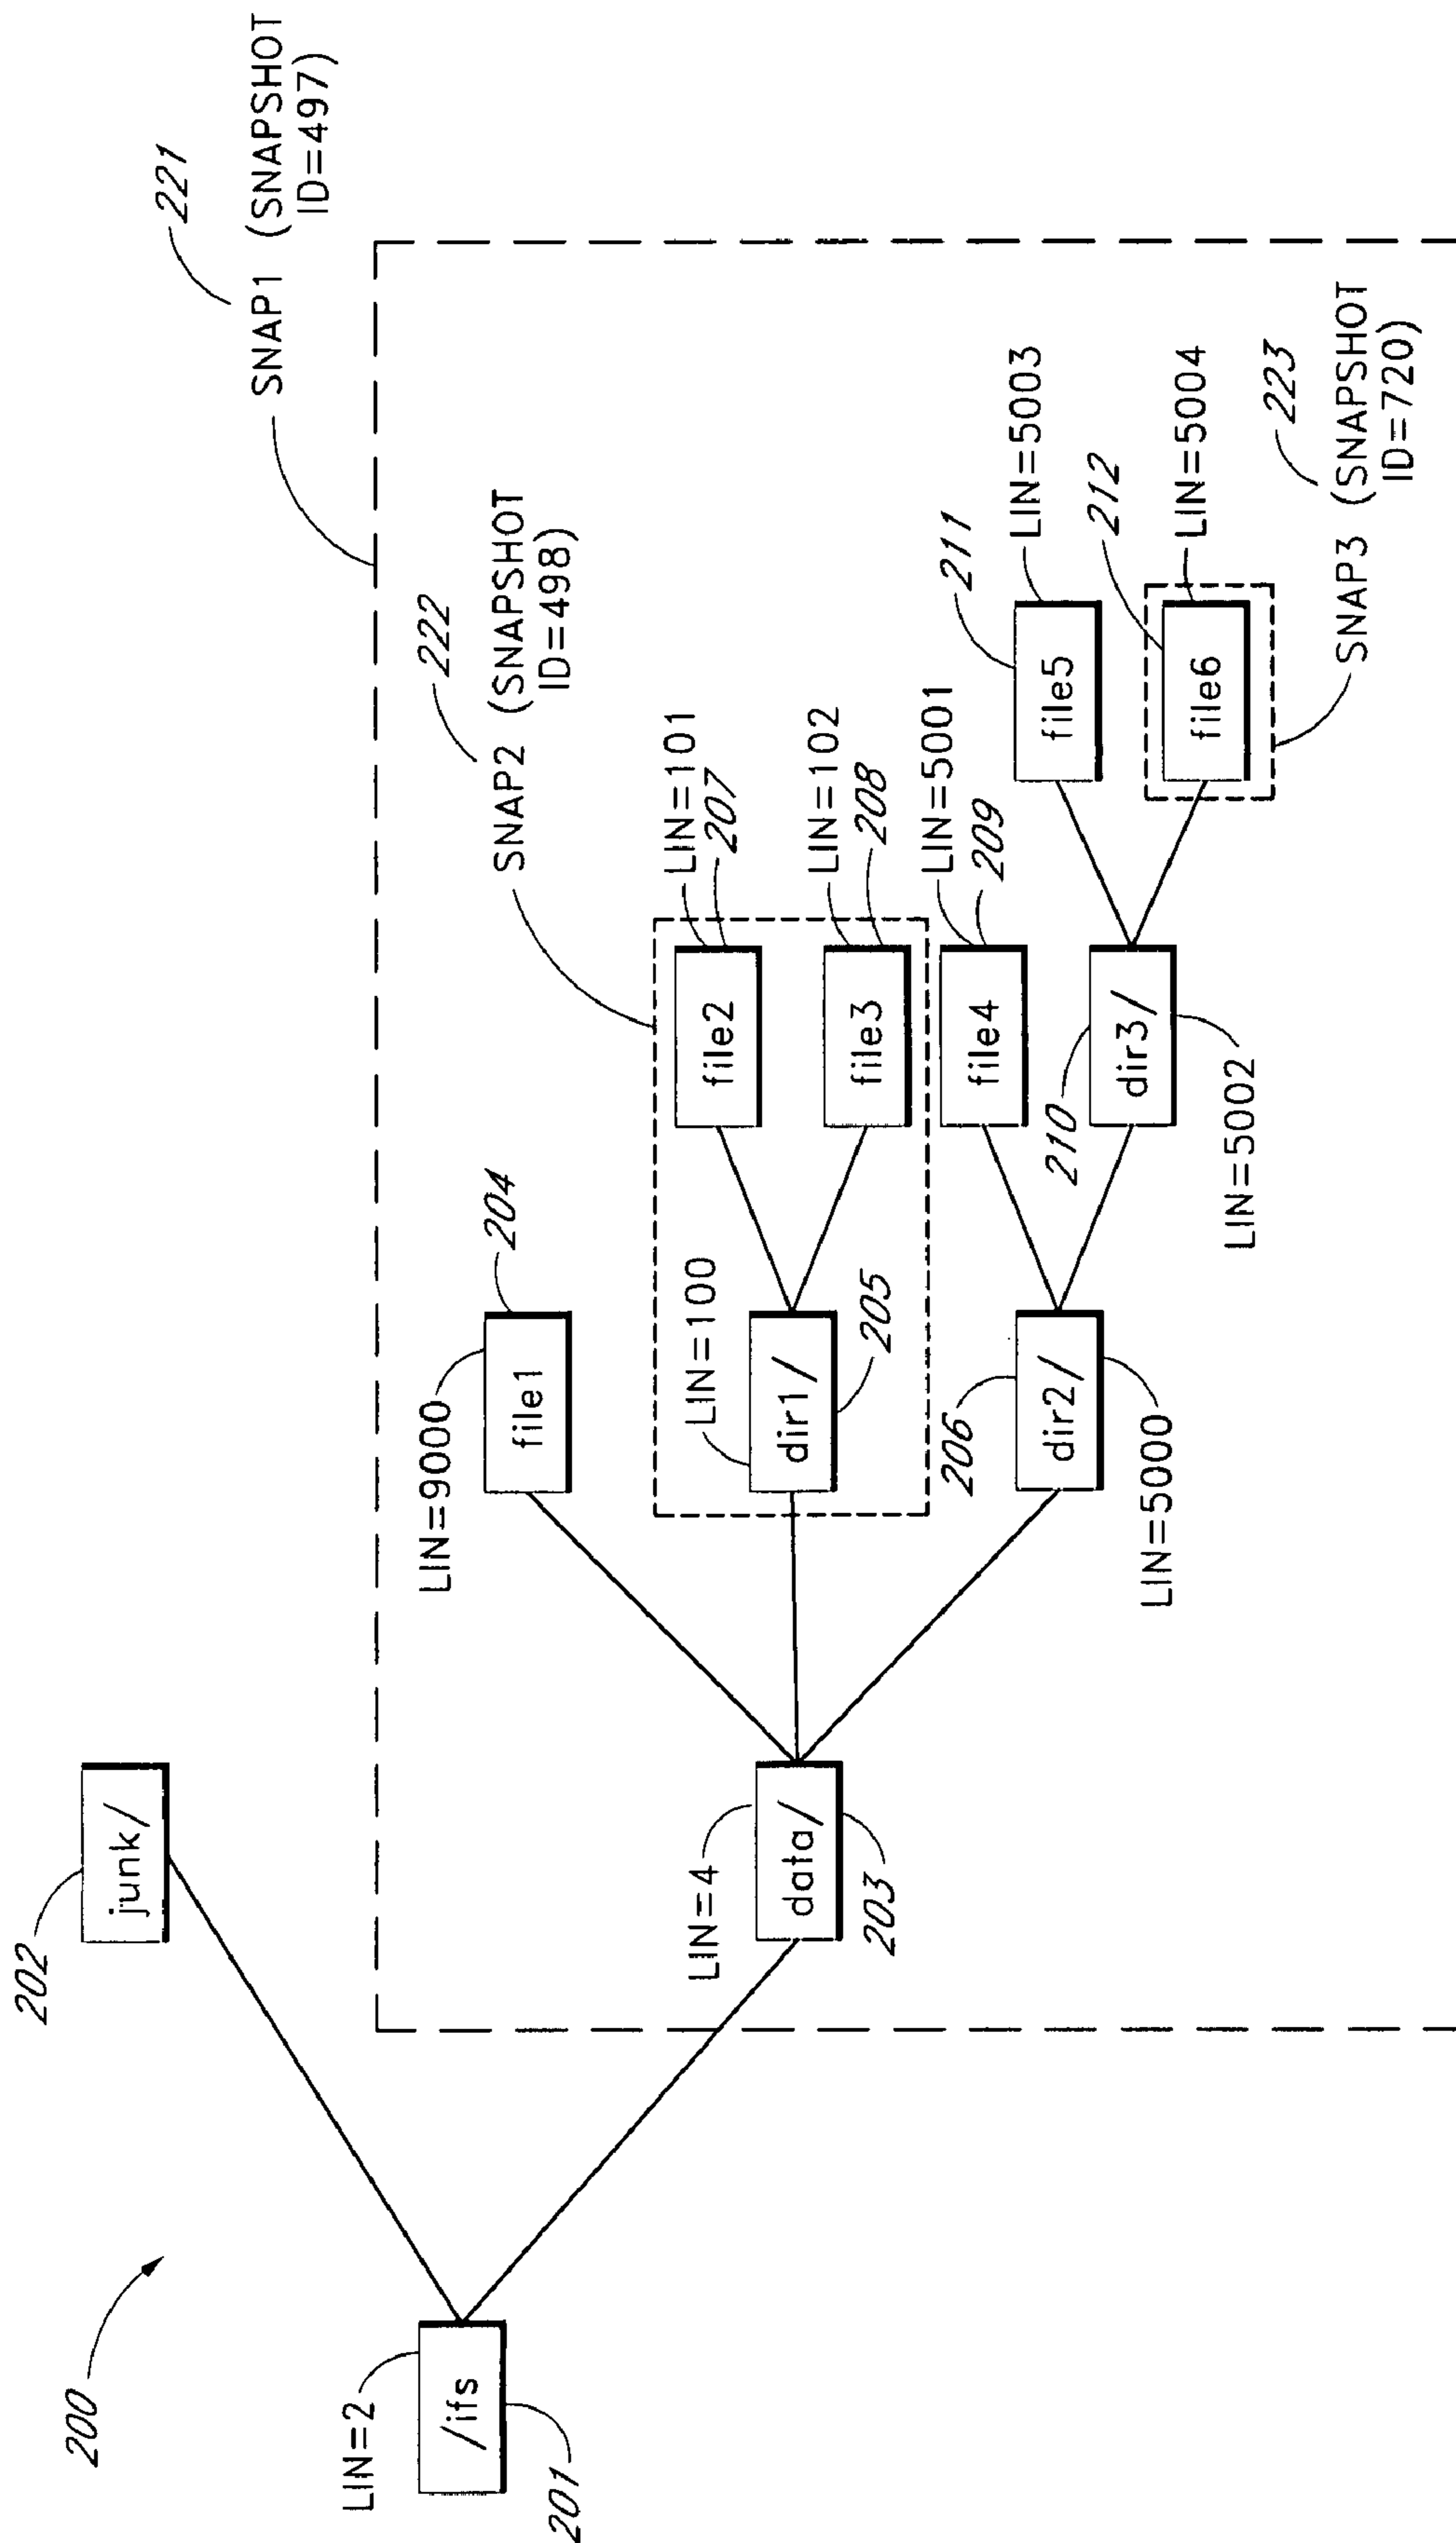 200
LIN=2
/ifs
201
202
junk/
221
SNAP1 (SNAPSHOT
ID=497)
LIN=4
data/
203
LIN=9000
file1
204
222
SNAP2 (SNAPSHOT
ID=498)
LIN=100
dir1/
205
LIN=101
207
file2
LIN=102
208
file3
206
dir2/
LIN=5000
LIN=5001
209
file4
210
dir3/
LIN=5002
211
LIN=5003
file5
212
LIN=5004
file6
223
SNAP3 (SNAPSHOT
ID=720)